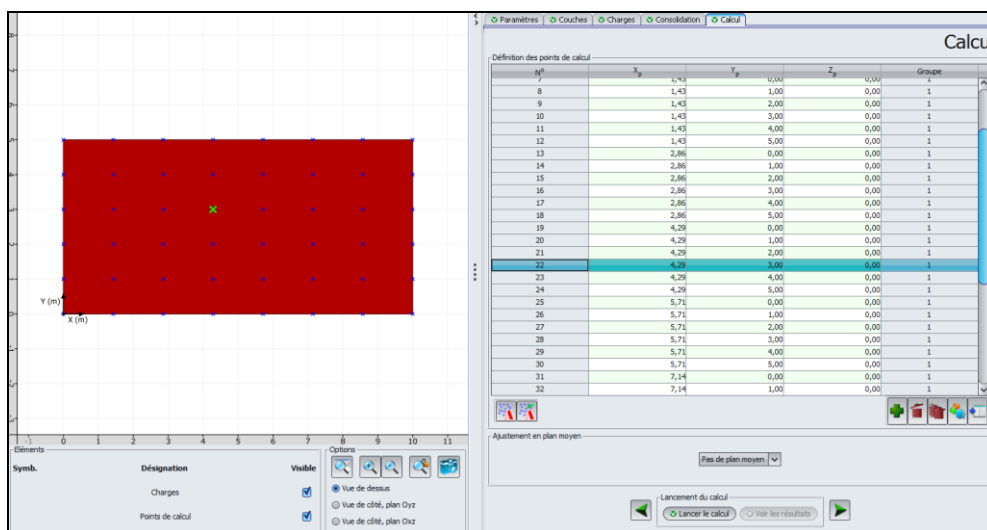 Paramètres Couches Charges Consolidation Calcul
Calcu
Définition des points de calcul
N° Xp Yp Zp Groupe
7 1,43 0,00 0,00 1
8 1,43 1,00 0,00 1
9 1,43 2,00 0,00 1
10 1,43 3,00 0,00 1
11 1,43 4,00 0,00 1
12 1,43 5,00 0,00 1
13 2,86 0,00 0,00 1
14 2,86 1,00 0,00 1
15 2,86 2,00 0,00 1
16 2,86 3,00 0,00 1
17 2,86 4,00 0,00 1
18 2,86 5,00 0,00 1
19 4,29 0,00 0,00 1
20 4,29 1,00 0,00 1
21 4,29 2,00 0,00 1
22 4,29 3,00 0,00 1
23 4,29 4,00 0,00 1
24 4,29 5,00 0,00 1
25 5,71 0,00 0,00 1
26 5,71 1,00 0,00 1
27 5,71 2,00 0,00 1
28 5,71 3,00 0,00 1
29 5,71 4,00 0,00 1
30 5,71 5,00 0,00 1
31 7,14 0,00 0,00 1
32 7,14 1,00 0,00 1
Y (m)
X (m)
-1 0 1 2 3 4 5 6 7 8 9 10 11
Eléments
Symb. Désignation Visible
Charges
Points de calcul
Options
Vue de dessus
Vue de côté, plan Oyz
Vue de côté, plan Oxz
Ajustement en plan moyen
Pas de plan moyen
Lancement du calcul
Lancer le calcul Voir les résultats